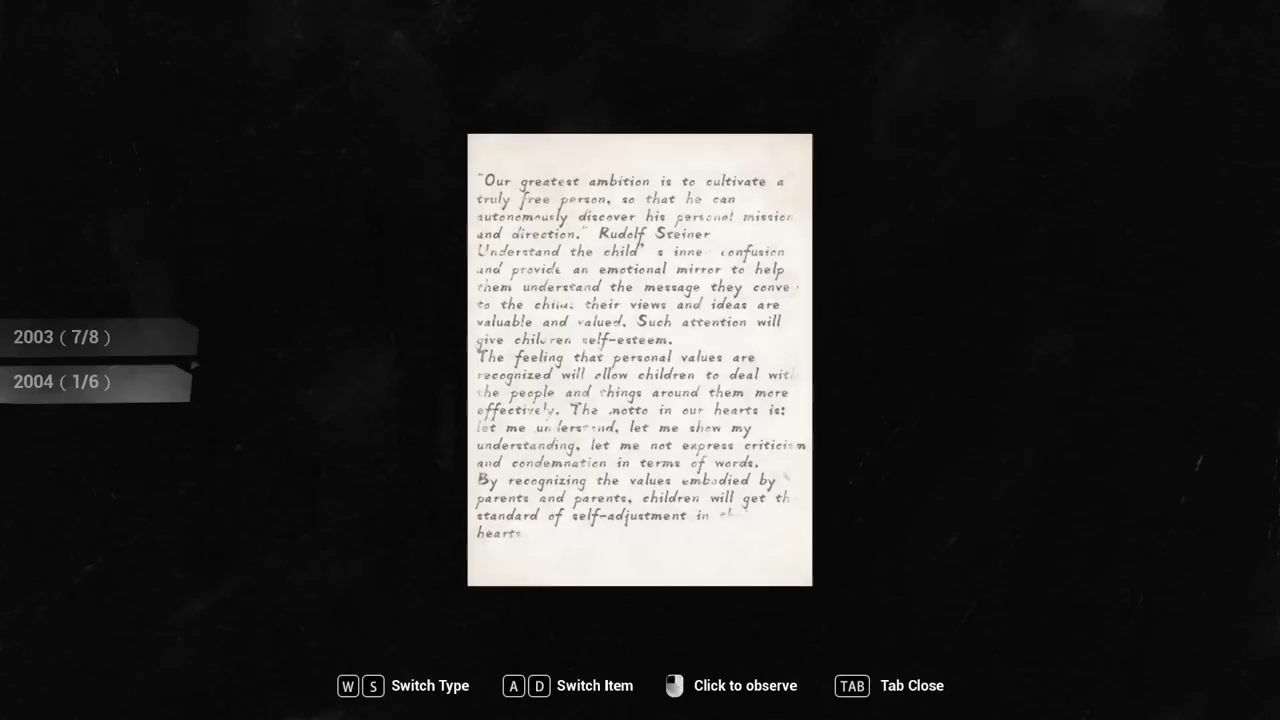 "Our greatest ambition is to cultivate a
truly free person, so that he can
autonomously discover his personal mission
and direction." Rudolf Steiner
Understand the child's inner confusion
and provide an emotional mirror to help
them understand the message they conve
to the child: their views and ideas are
valuable and valued. Such attention will
give children self-esteem.
The feeling that personal values are
recognized will allow children to deal with
the people and things around them more
effectively. The motto in our hearts is:
let me understand, let me show my
understanding, let me not express criticism
and condemnation in terms of words.
By recognizing the values embodied by
parents and parents, children will get th
standard of self-adjustment in their
hearts
2003 ( 7/8 )
2004 ( 1/6 )
W S Switch Type A D Switch Item Click to observe TAB Tab Close